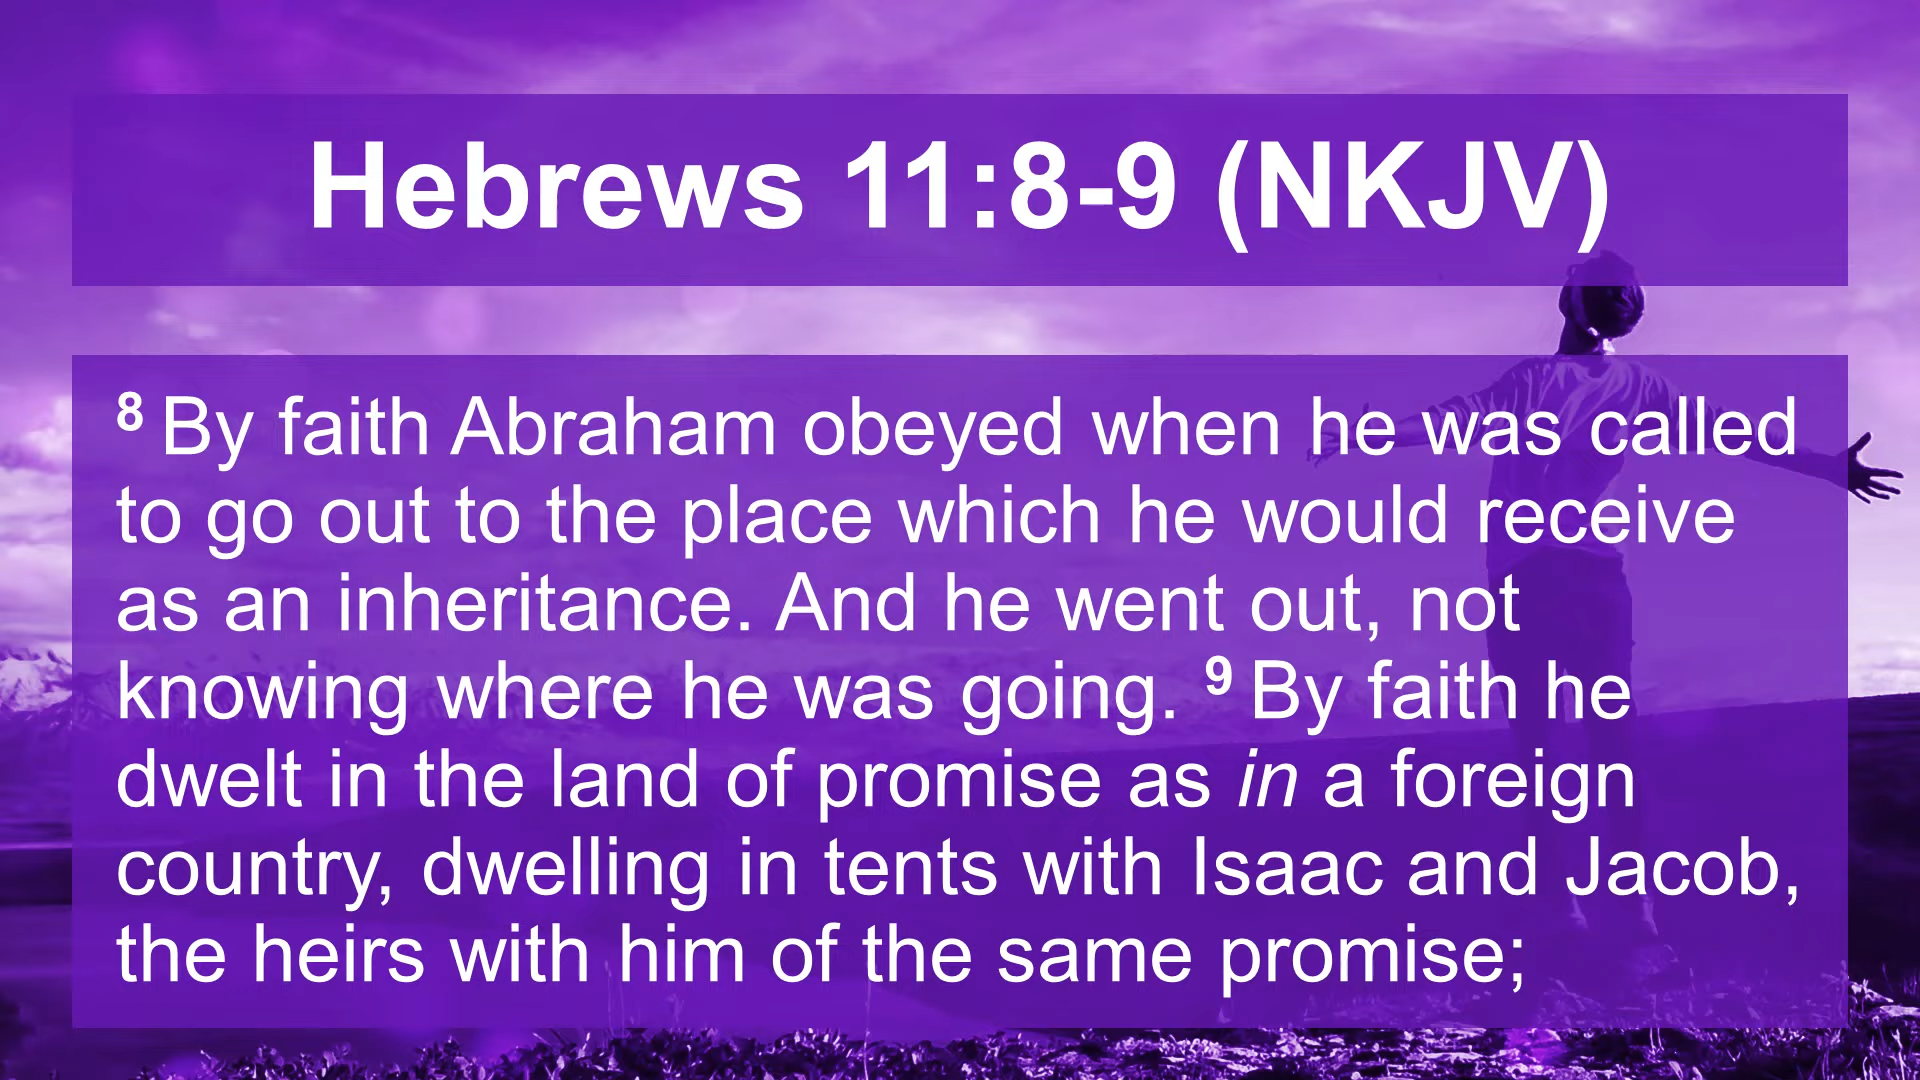 Hebrews 11:8-9 (NKJV)
8 By faith Abraham obeyed when he was called
to go out to the place which he would receive
as an inheritance. And he went out, not
knowing where he was going. 9 By faith he
dwelt in the land of promise as in a foreign
country, dwelling in tents with Isaac and Jacob,
the heirs with him of the same promise;